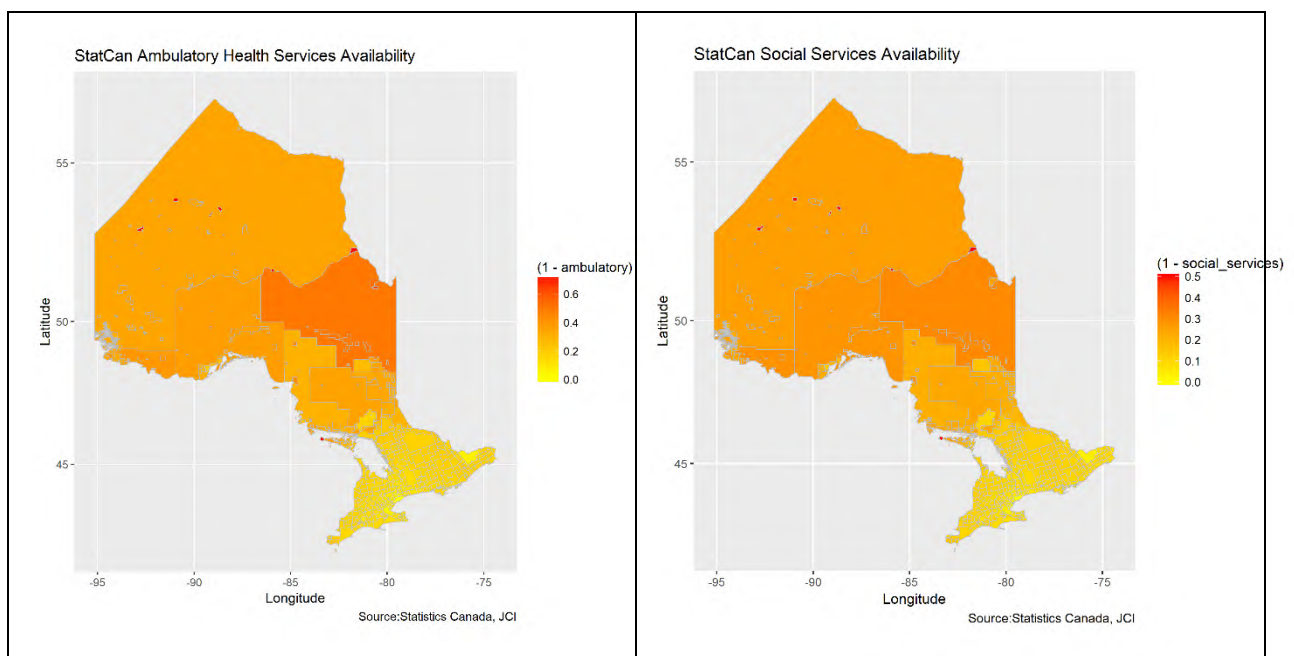 StatCan Ambulatory Health Services Availability
55
50
45
Latitude
-95 -90 -85 -80 -75
Longitude
(1 - ambulatory)
0.6
0.4
0.2
0.0
Source:Statistics Canada, JCI
StatCan Social Services Availability
55
50
45
Latitude
-95 -90 -85 -80 -75
Longitude
(1 - social_services)
0.5
0.4
0.3
0.2
0.1
0.0
Source:Statistics Canada, JCI